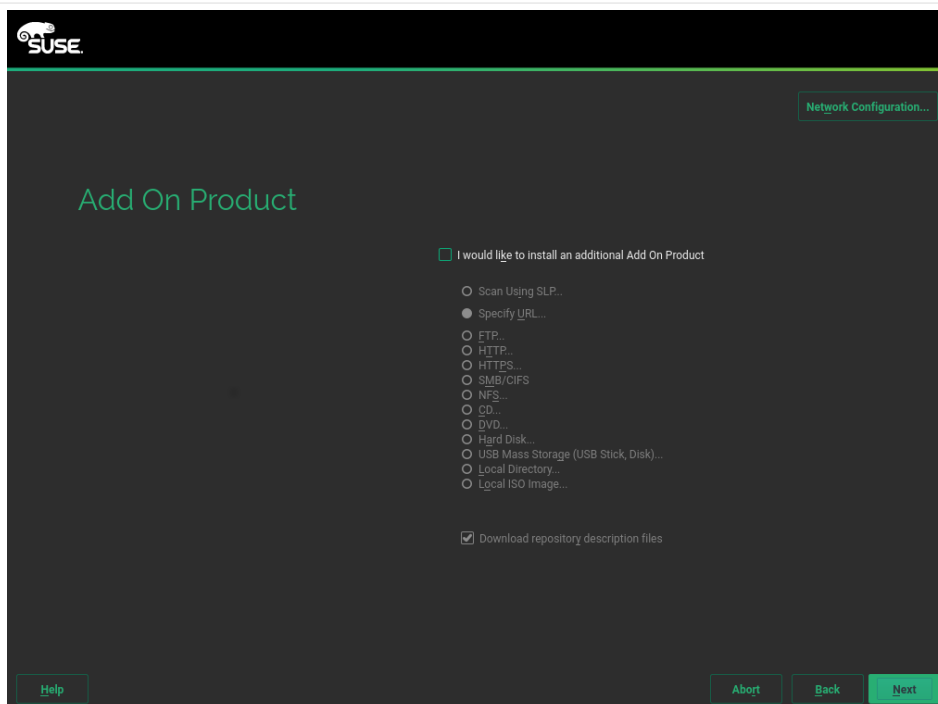 SUSE.
Network Configuration...
Add On Product
I would like to install an additional Add On Product
Scan Using SLP...
Specify URL...
FTP...
HTTP...
HTTPS...
SMB/CIFS
NFS...
CD...
DVD...
Hard Disk...
USB Mass Storage (USB Stick, Disk)...
Local Directory...
Local ISO Image...
Download repository description files
Help Abort Back Next